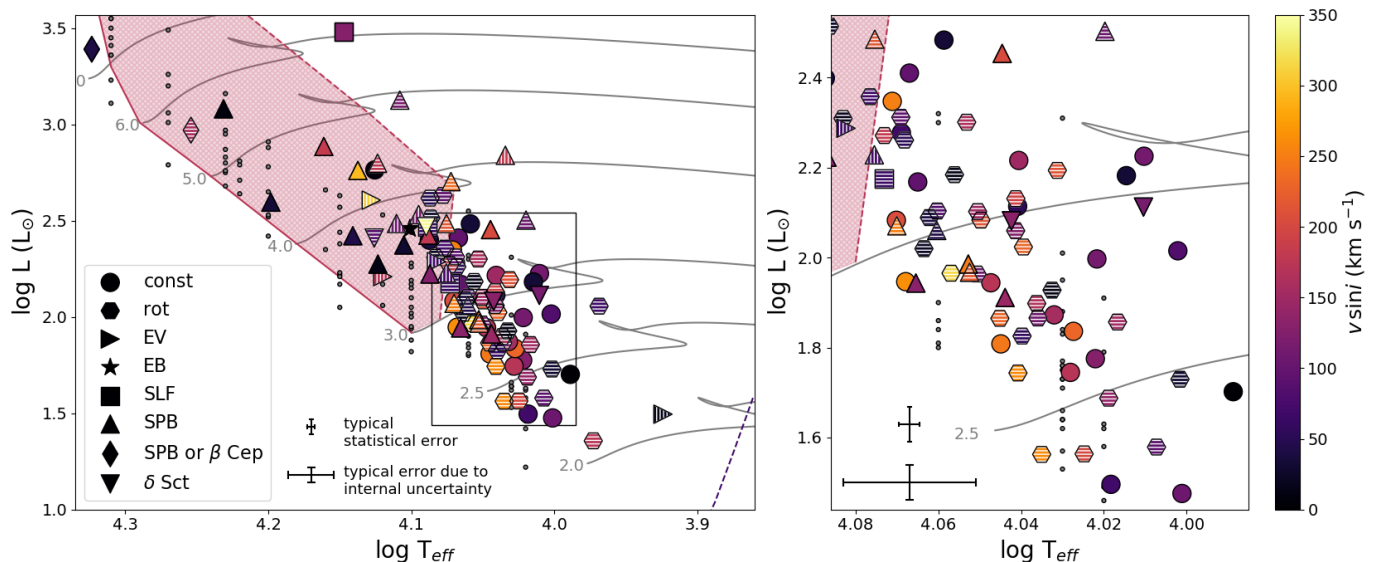 3.5
3.0
2.5
2.0
1.5
1.0
log L (L⊙)
4.3
4.2
4.1
4.0
3.9
log Teff
0
6.0
5.0
4.0
3.0
2.5
2.0
const
rot
EV
EB
SLF
SPB
SPB or β Cep
δ Sct
typical
statistical error
typical error due to
internal uncertainty
2.4
2.2
2.0
1.8
1.6
log L (L⊙)
4.08
4.06
4.04
4.02
4.00
log Teff
2.5
350
300
250
200
150
100
50
0
v sini (km s⁻¹)